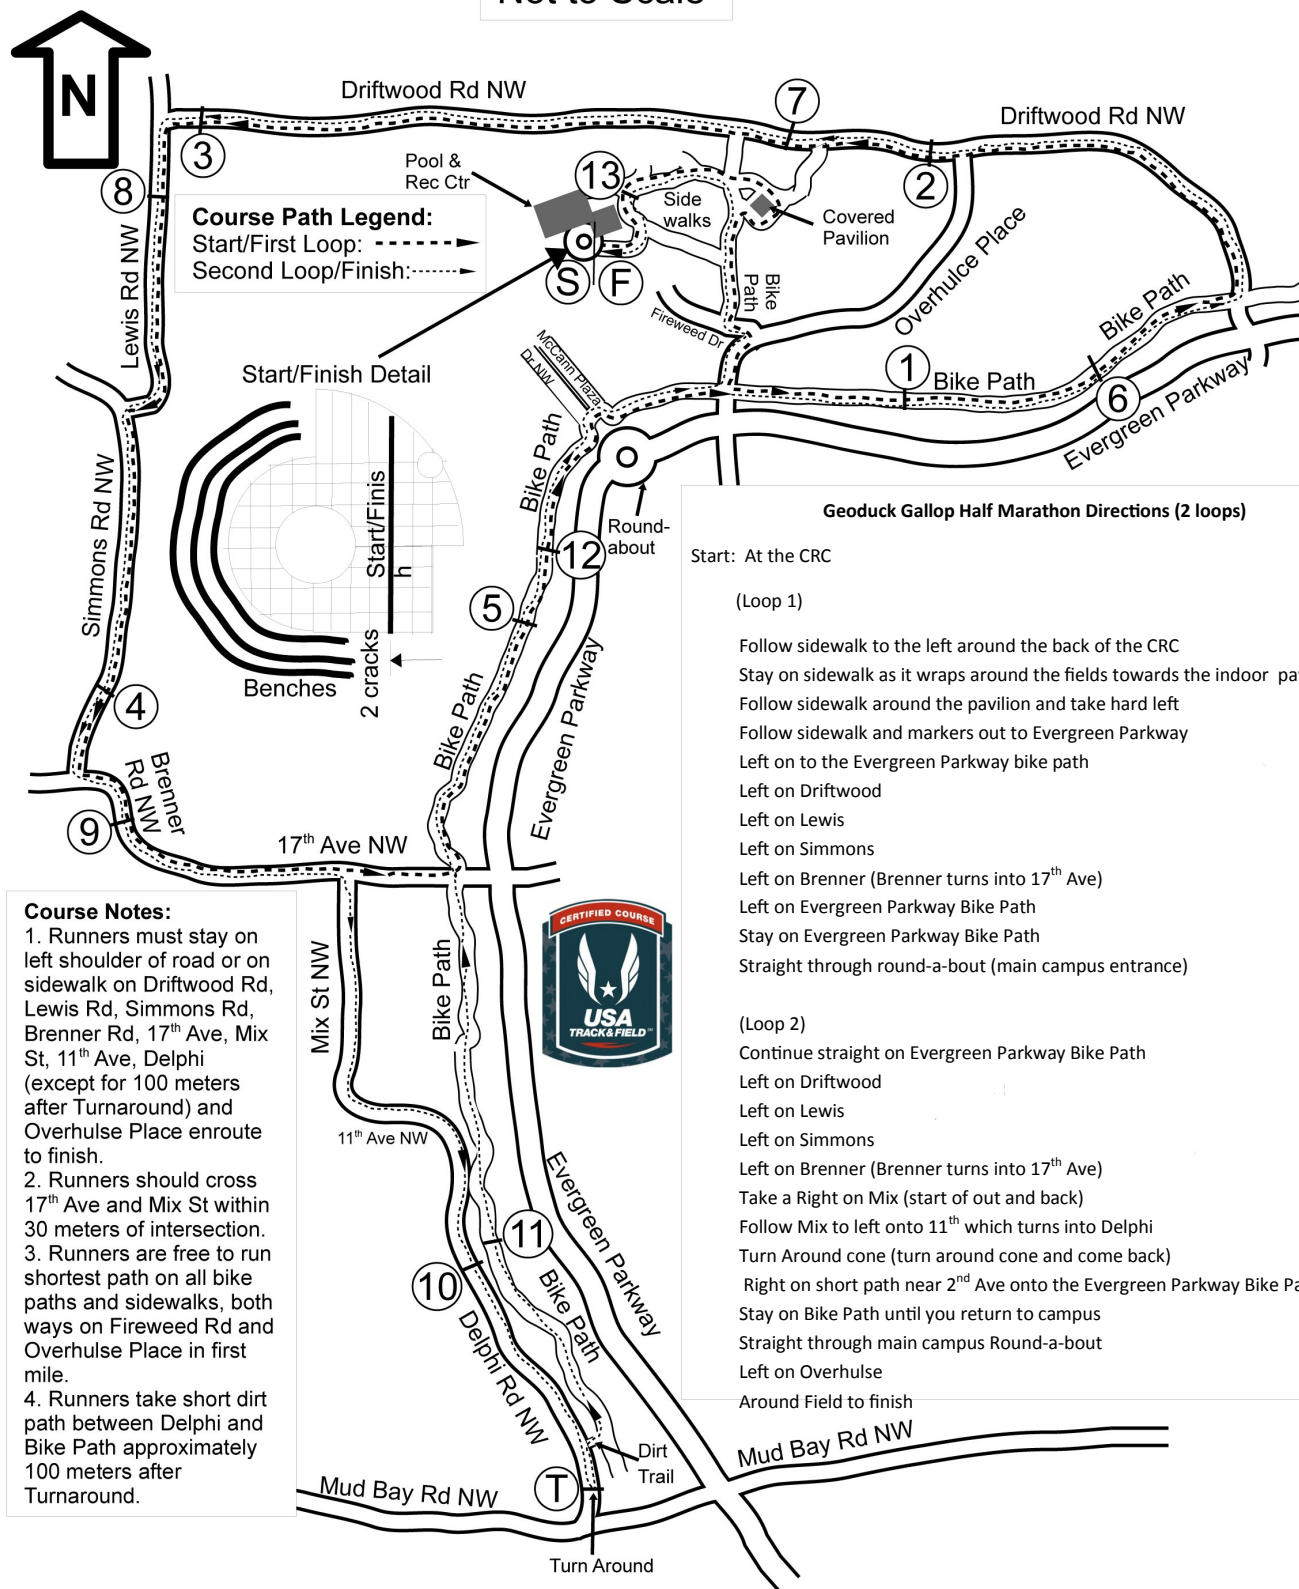 Not to Scale
N
Driftwood Rd NW
7
Driftwood Rd NW
3
2
Pool &
Rec Ctr
13
8
Side
walks
Covered
Pavilion
Course Path Legend:
Start/First Loop:
Second Loop/Finish:
S
F
Lewis Rd NW
Bike
Path
Overhulce Place
Bike Path
Fireweed Dr
McCann Plaza
Dr NW
Start/Finish Detail
1
Bike Path
6
Evergreen Parkway
Simmons Rd NW
Start/Finis
h
Bike Path
Round-
about
12
5
Benches
2 cracks
4
Bike Path
Evergreen Parkway
Brenner
Rd NW
9
17th Ave NW
Geoduck Gallop Half Marathon Directions (2 loops)
Start: At the CRC
(Loop 1)
Follow sidewalk to the left around the back of the CRC
Stay on sidewalk as it wraps around the fields towards the indoor pa
Follow sidewalk around the pavilion and take hard left
Follow sidewalk and markers out to Evergreen Parkway
Left on to the Evergreen Parkway bike path
Left on Driftwood
Left on Lewis
Left on Simmons
Left on Brenner (Brenner turns into 17th Ave)
Left on Evergreen Parkway Bike Path
Stay on Evergreen Parkway Bike Path
Straight through round-a-bout (main campus entrance)
(Loop 2)
Continue straight on Evergreen Parkway Bike Path
Left on Driftwood
Left on Lewis
Left on Simmons
Left on Brenner (Brenner turns into 17th Ave)
Take a Right on Mix (start of out and back)
Follow Mix to left onto 11th which turns into Delphi
Turn Around cone (turn around cone and come back)
Right on short path near 2nd Ave onto the Evergreen Parkway Bike Pa
Stay on Bike Path until you return to campus
Straight through main campus Round-a-bout
Left on Overhulse
Around Field to finish
Course Notes:
1. Runners must stay on
left shoulder of road or on
sidewalk on Driftwood Rd,
Lewis Rd, Simmons Rd,
Brenner Rd, 17th Ave, Mix
St, 11th Ave, Delphi
(except for 100 meters
after Turnaround) and
Overhulse Place enroute
to finish.
2. Runners should cross
17th Ave and Mix St within
30 meters of intersection.
3. Runners are free to run
shortest path on all bike
paths and sidewalks, both
ways on Fireweed Rd and
Overhulse Place in first
mile.
4. Runners take short dirt
path between Delphi and
Bike Path approximately
100 meters after
Turnaround.
CERTIFIED COURSE
USA
TRACK & FIELD
Mix St NW
Bike Path
11th Ave NW
Evergreen Parkway
11
10
Bike Path
Delphi Rd NW
Dirt
Trail
Mud Bay Rd NW
T
Mud Bay Rd NW
Turn Around